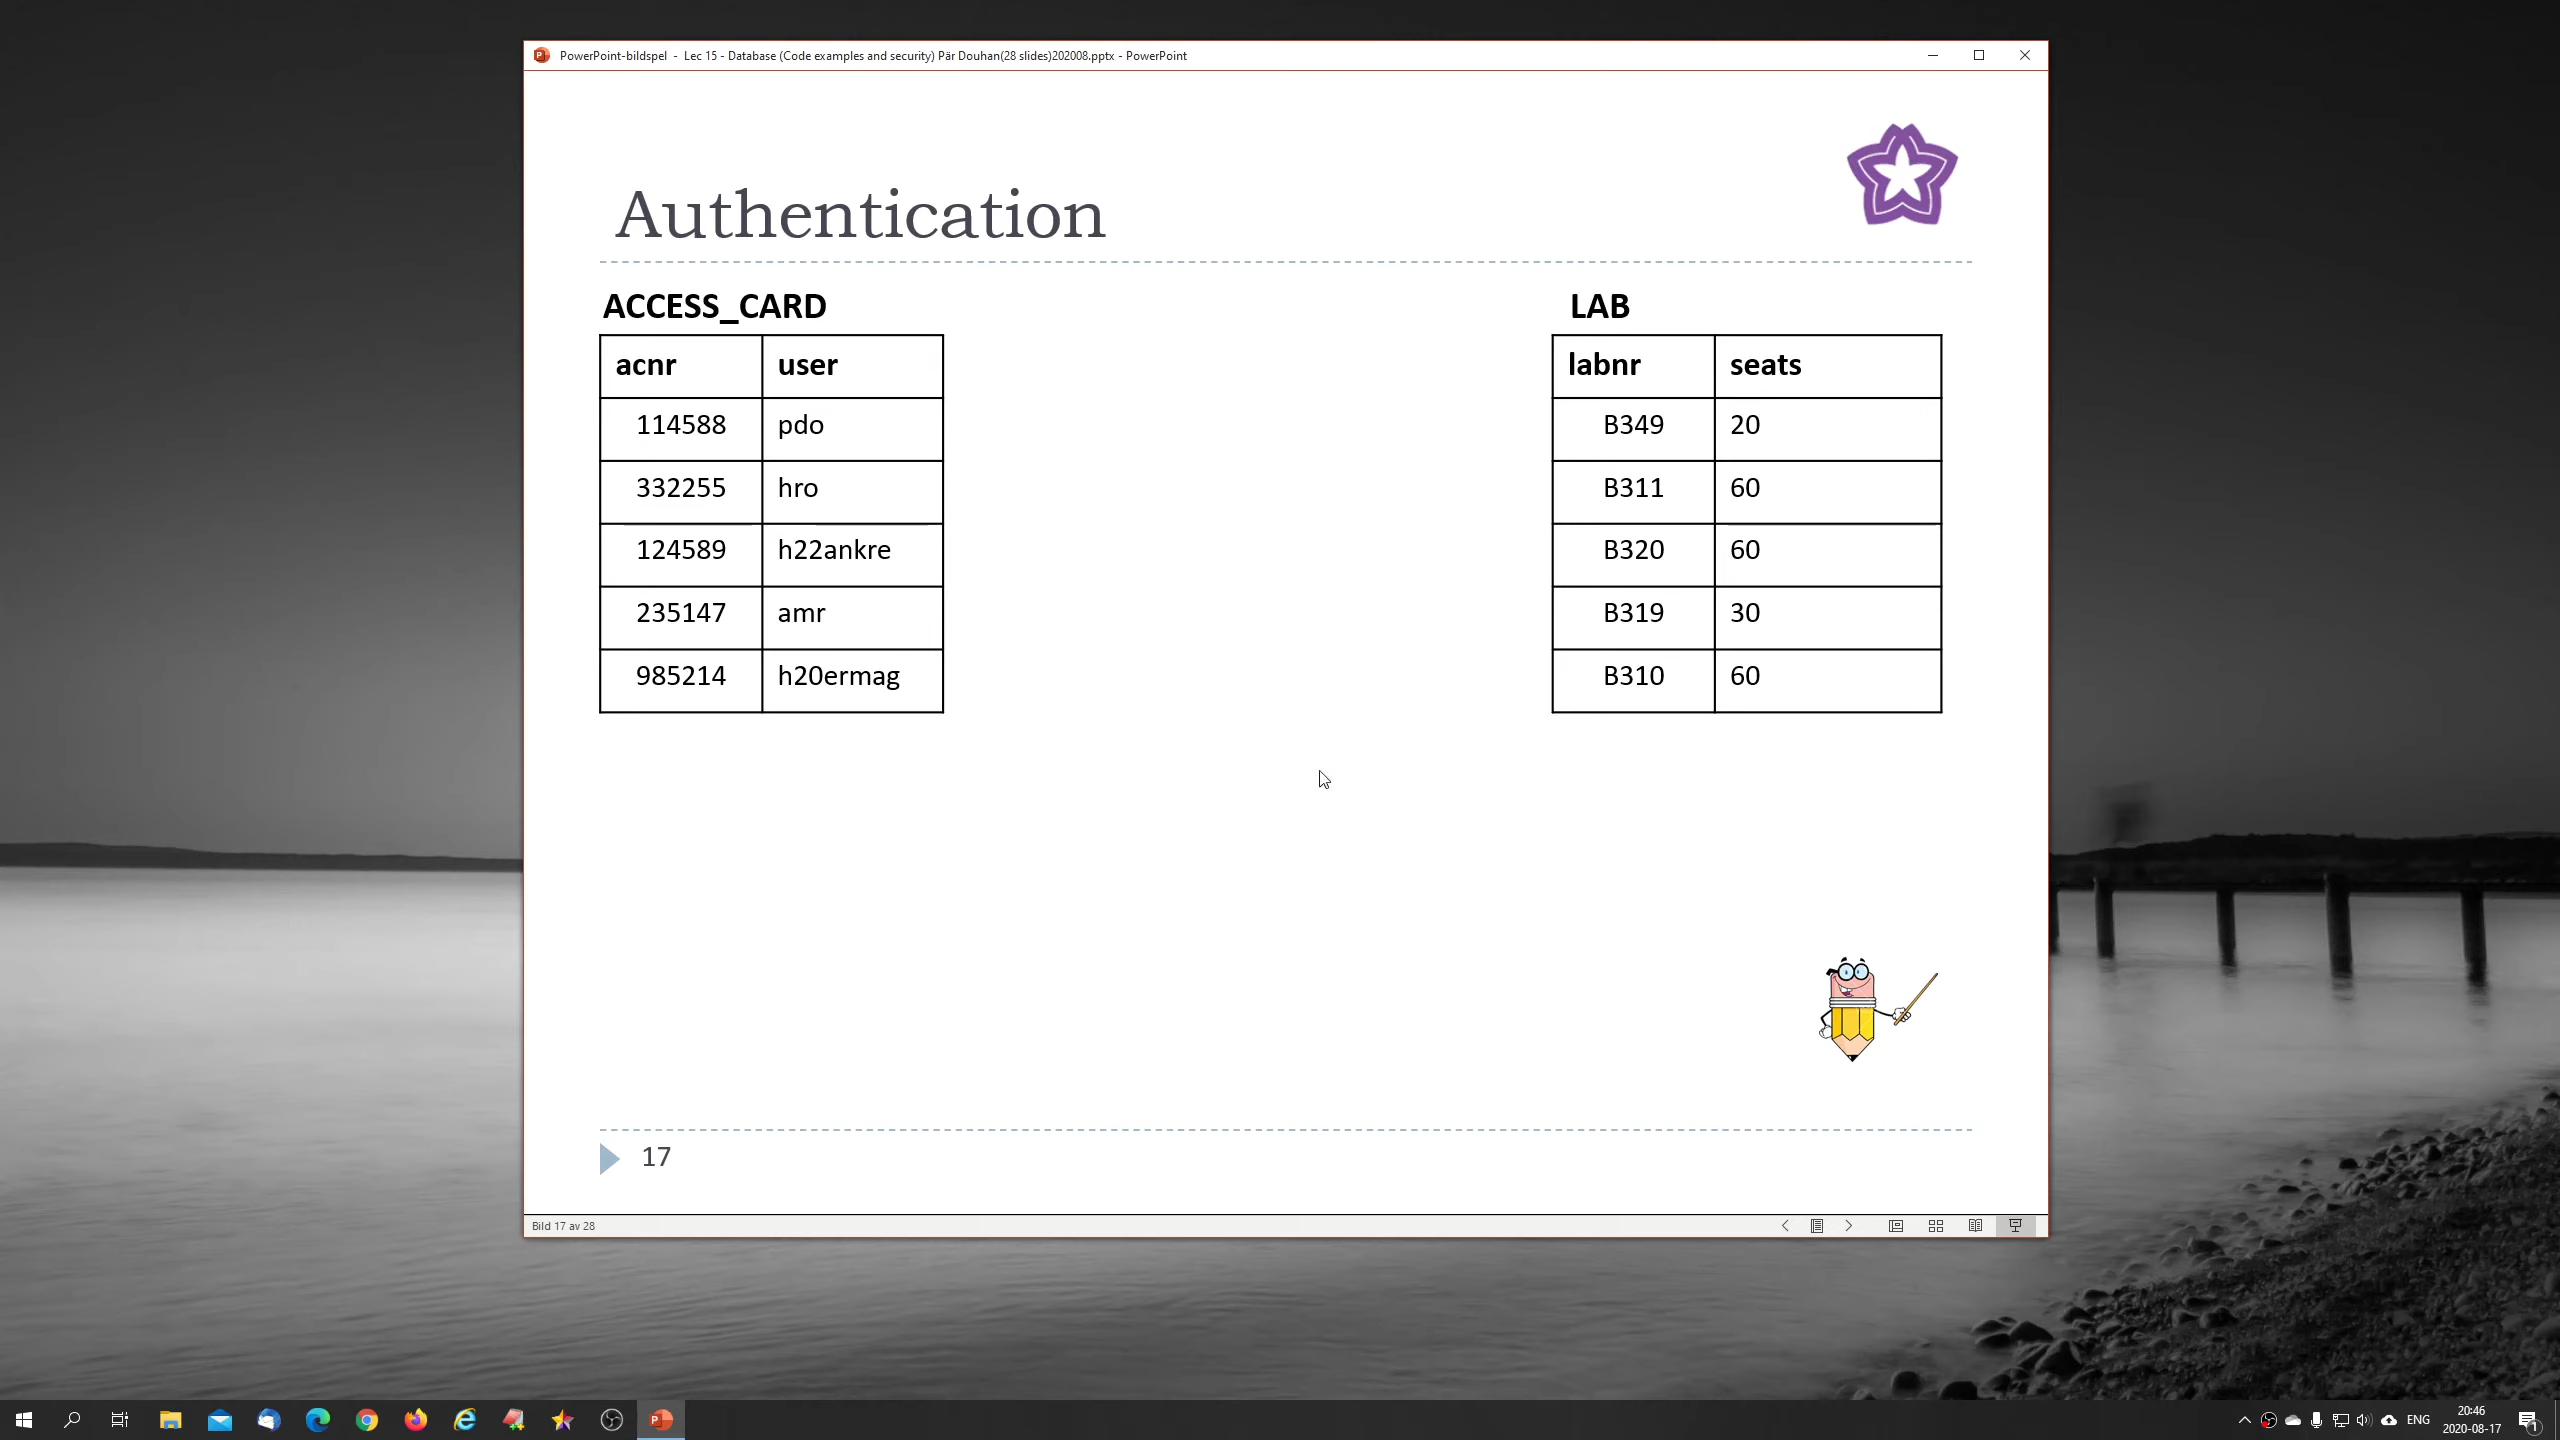 PowerPoint-bildspel - Lec 15 - Database (Code examples and security) Pär Douhan(28 slides)202008.pptx - PowerPoint
Authentication
ACCESS_CARD
acnr user
114588 pdo
332255 hro
124589 h22ankre
235147 amr
985214 h20ermag
LAB
labnr seats
B349 20
B311 60
B320 60
B319 30
B310 60
17
Bild 17 av 28
ENG
20:46
2020-08-17
1